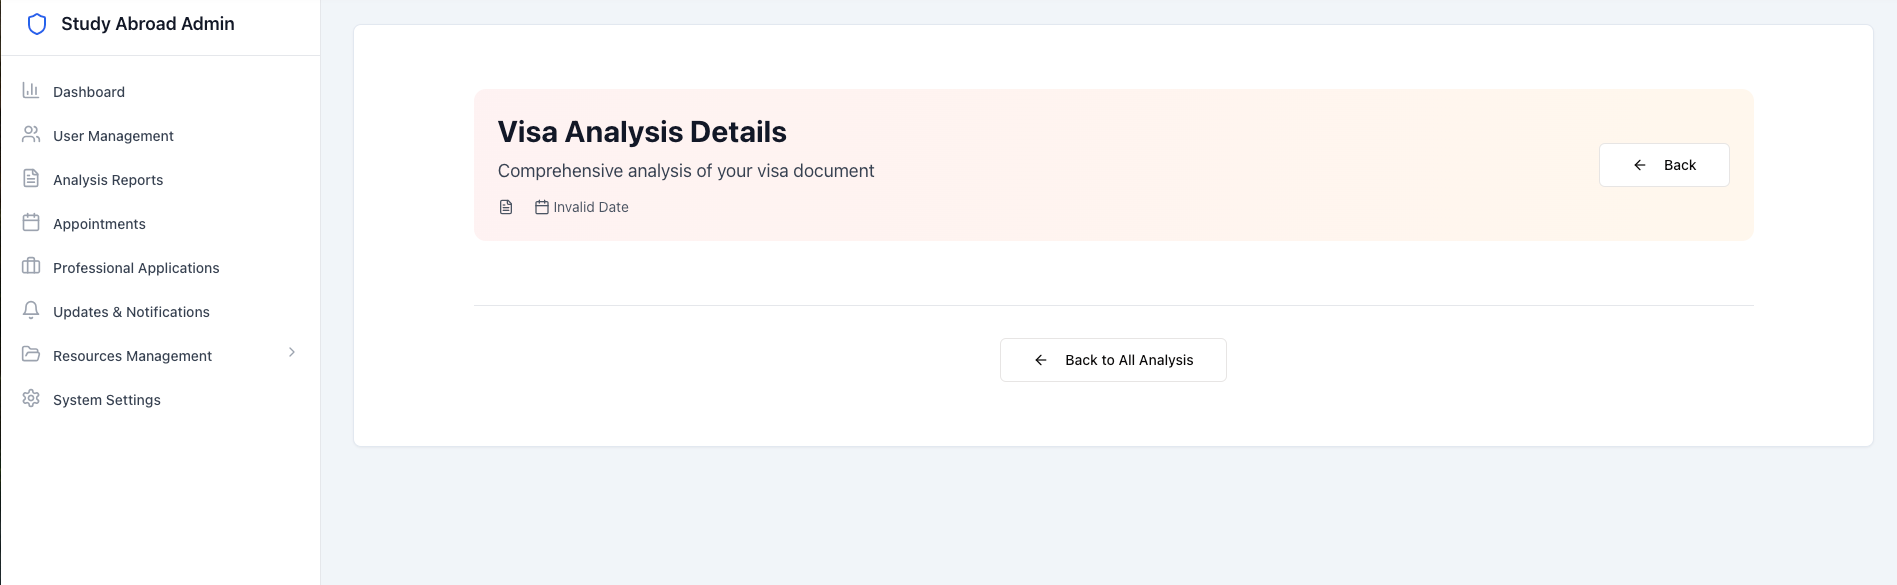 Study Abroad Admin
Dashboard
User Management
Analysis Reports
Appointments
Professional Applications
Updates & Notifications
Resources Management
System Settings
Visa Analysis Details
Comprehensive analysis of your visa document
Invalid Date
Back
Back to All Analysis